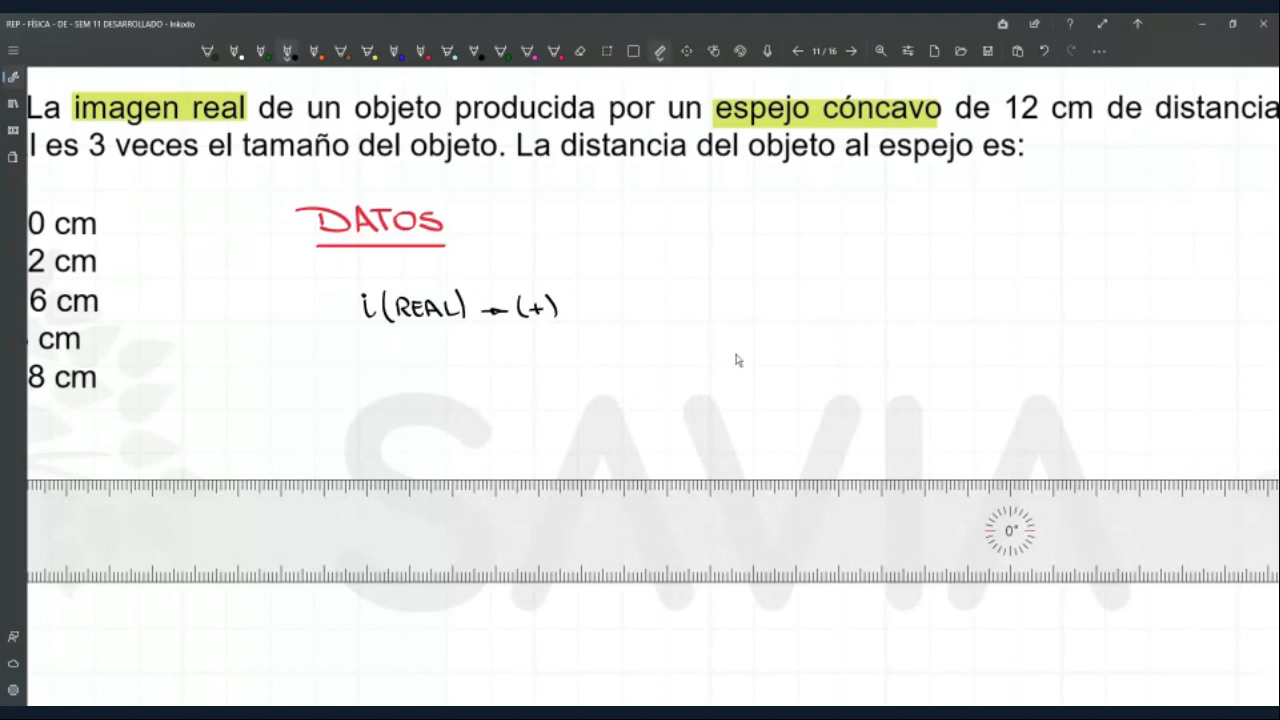 REP - FÍSICA - DE - SEM 11 DESARROLLADO - Inkodo
11/16
La imagen real de un objeto producida por un espejo cóncavo de 12 cm de distancia
l es 3 veces el tamaño del objeto. La distancia del objeto al espejo es:
0 cm
2 cm
6 cm
cm
8 cm
DATOS
i (REAL) → (+)
0°
SAVIA